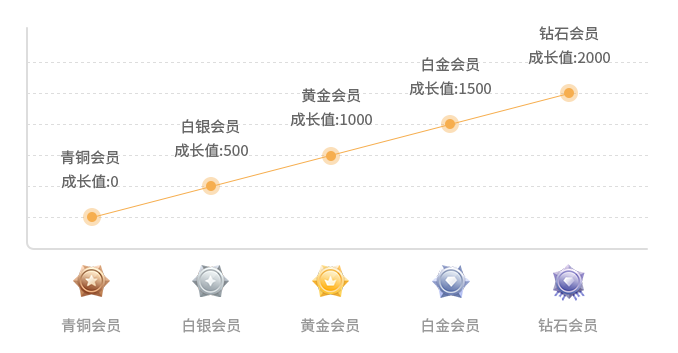 钻石会员
成长值:2000
白金会员
成长值:1500
黄金会员
成长值:1000
白银会员
成长值:500
青铜会员
成长值:0
青铜会员
白银会员
黄金会员
白金会员
钻石会员